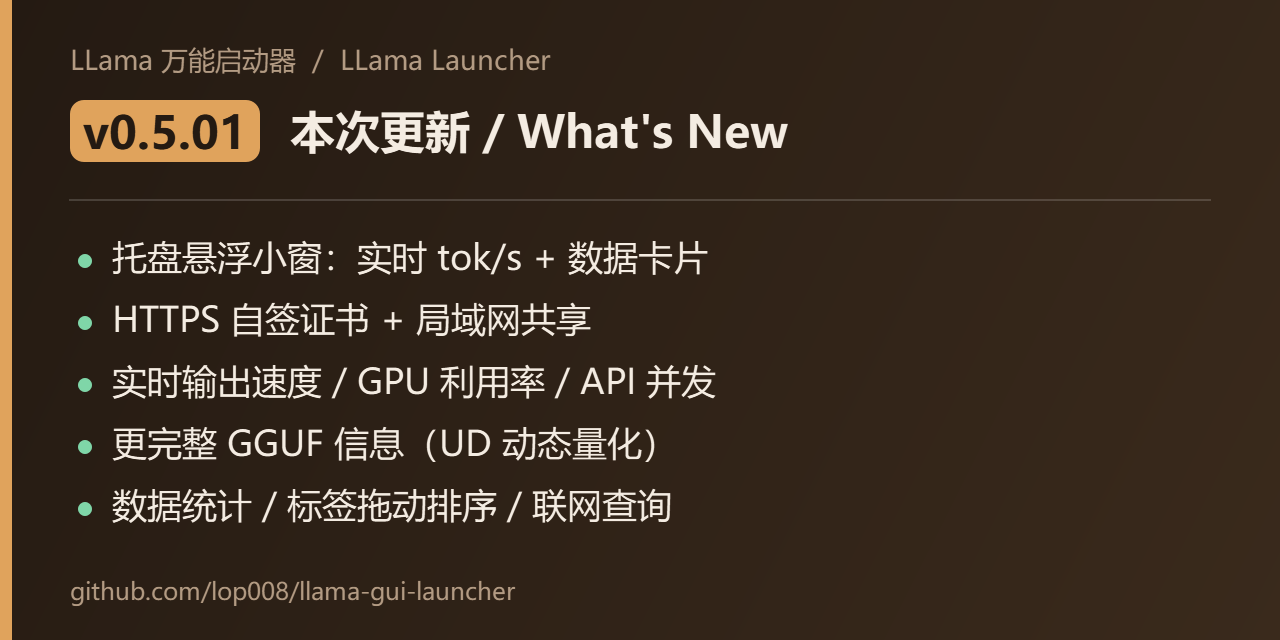 LLama 万能启动器 / LLama Launcher
v0.5.01 本次更新 / What's New
托盘悬浮小窗：实时 tok/s + 数据卡片
HTTPS 自签证书 + 局域网共享
实时输出速度 / GPU 利用率 / API 并发
更完整 GGUF 信息（UD 动态量化）
数据统计 / 标签拖动排序 / 联网查询
github.com/lop008/llama-gui-launcher